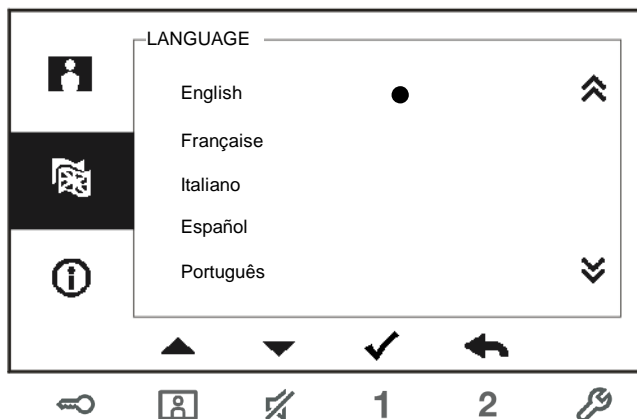 LANGUAGE
English
Française
Italiano
Español
Português
1 2